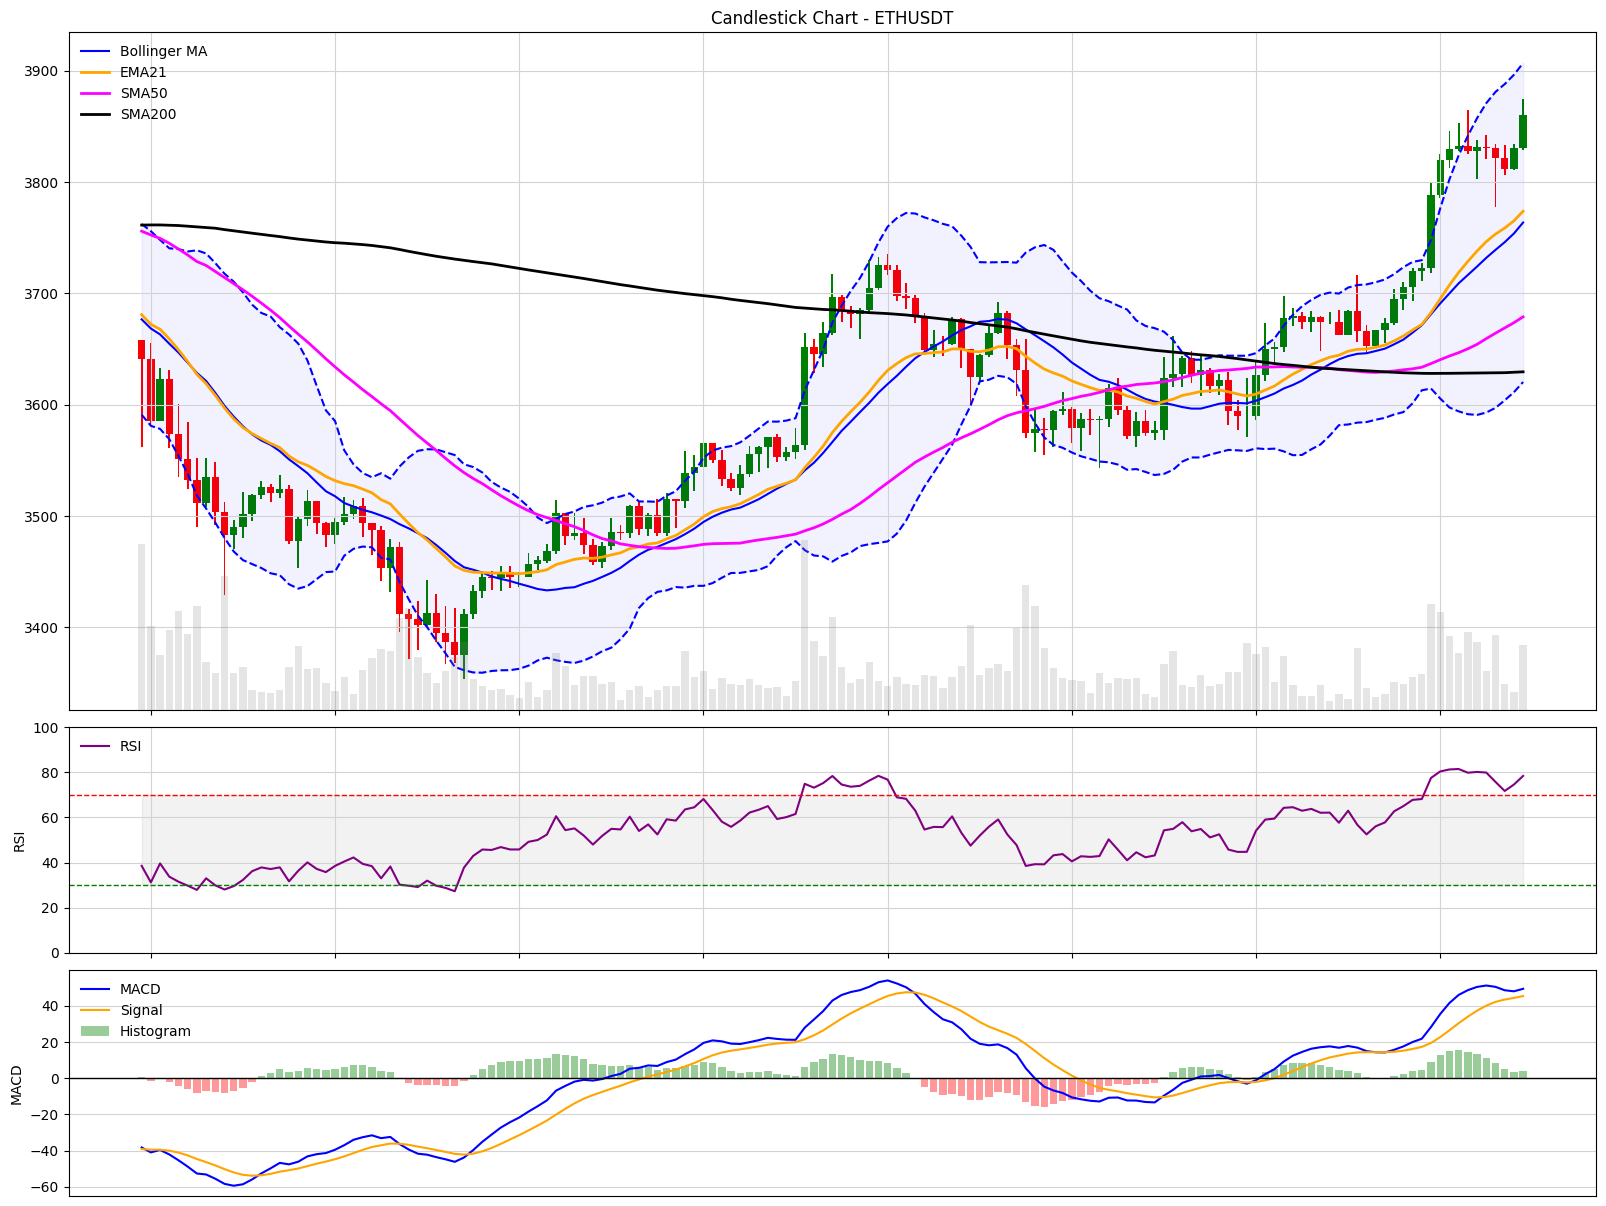 Candlestick Chart - ETHUSDT
Bollinger MA
EMA21
SMA50
SMA200
3900
3800
3700
3600
3500
3400
RSI
RSI
100
80
60
40
20
0
MACD
Signal
Histogram
MACD
40
20
0
−20
−40
−60